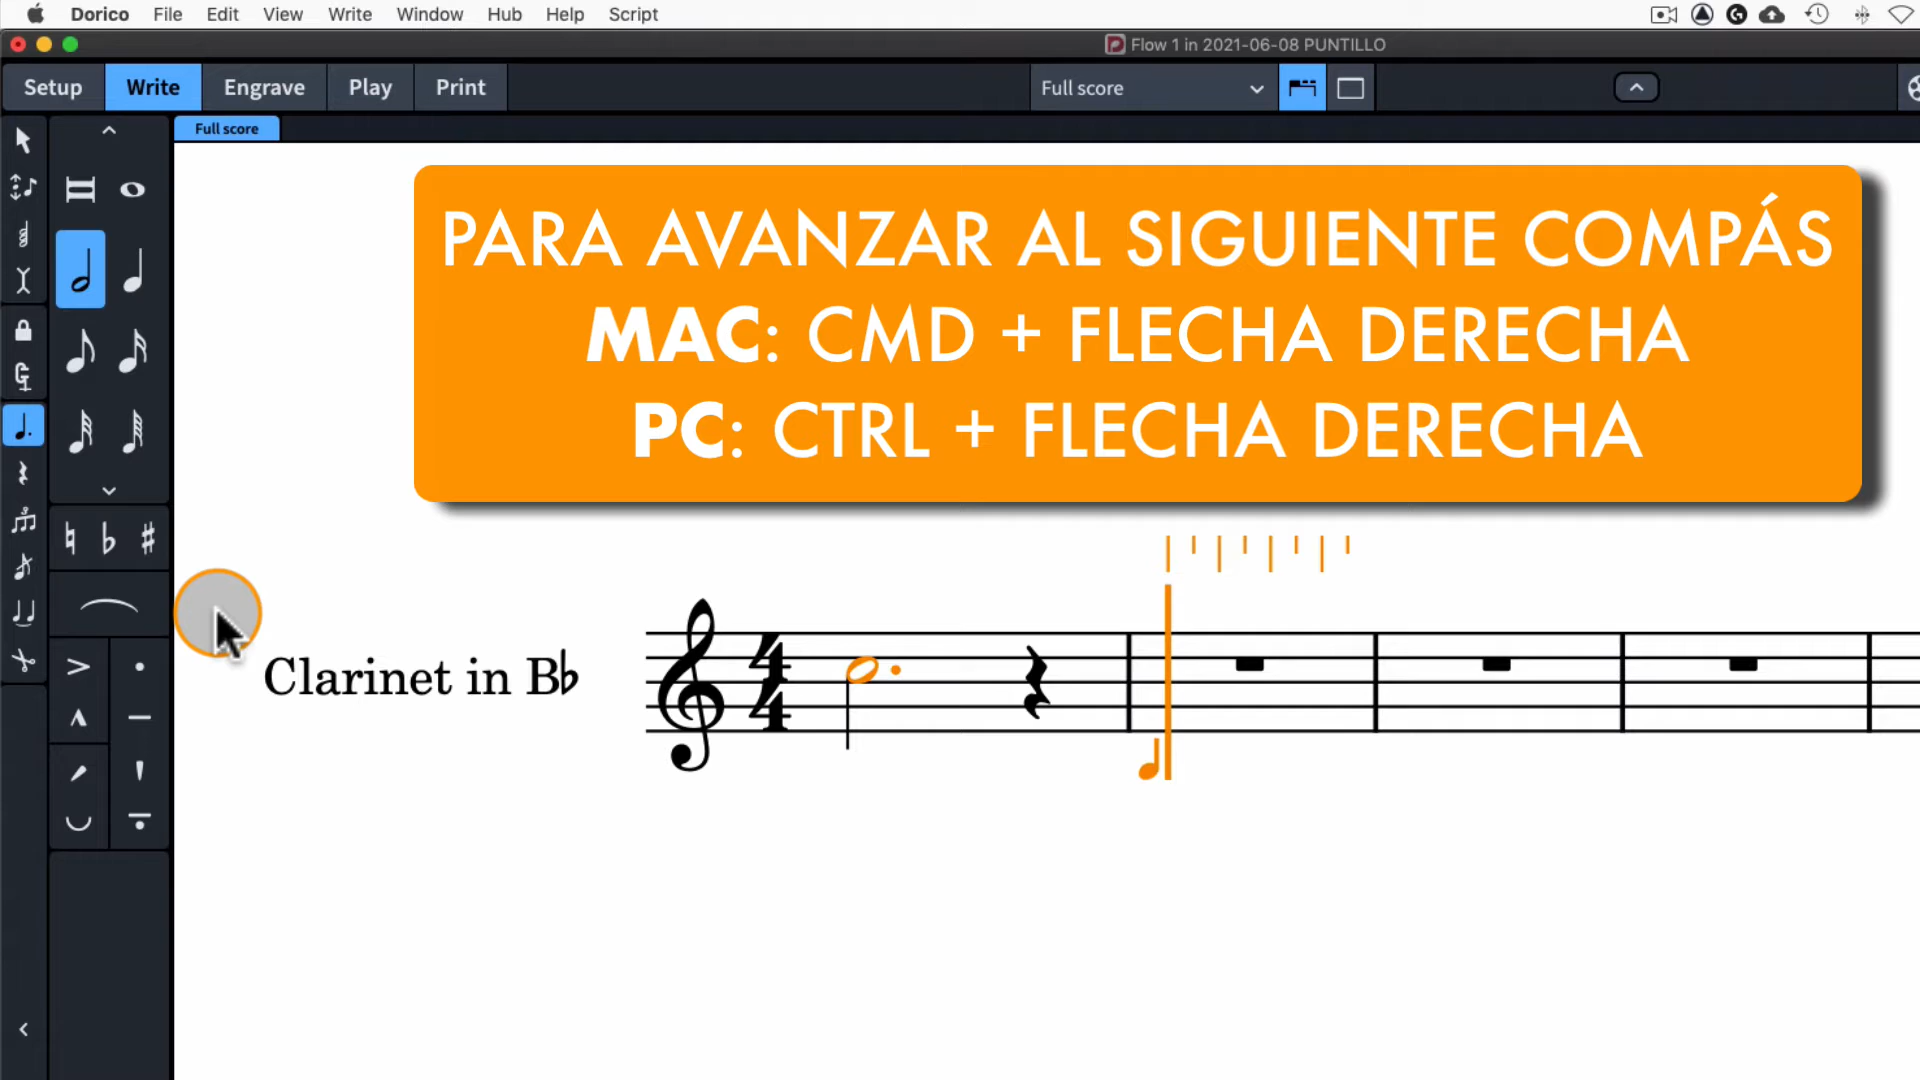 Dorico File Edit View Write Window Hub Help Script
Flow 1 in 2021-06-08 PUNTILLO
Setup Write Engrave Play Print Full score
Full score
PARA AVANZAR AL SIGUIENTE COMPÁS
MAC: CMD + FLECHA DERECHA
PC: CTRL + FLECHA DERECHA
Clarinet in B♭
4
4